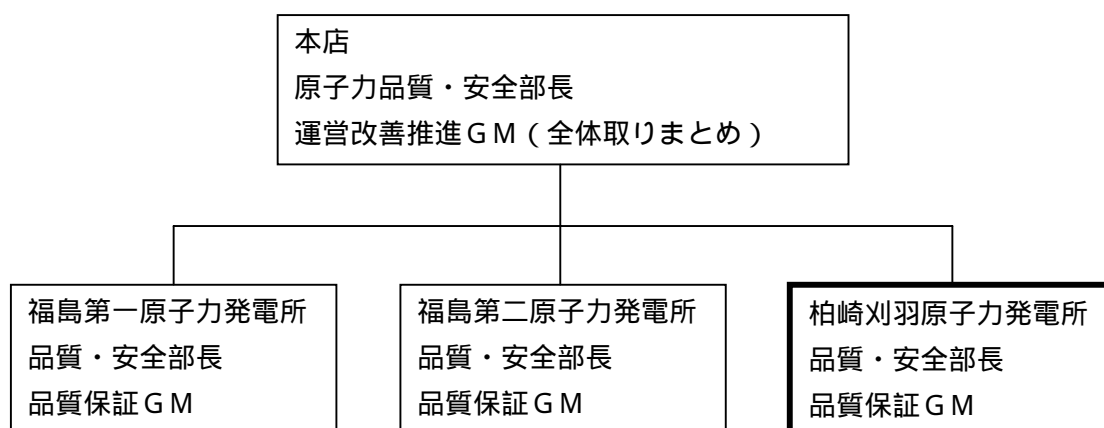 本店
原子力品質・安全部長
運営改善推進ＧＭ（全体取りまとめ）
福島第一原子力発電所
品質・安全部長
品質保証ＧＭ
福島第二原子力発電所
品質・安全部長
品質保証ＧＭ
柏崎刈羽原子力発電所
品質・安全部長
品質保証ＧＭ